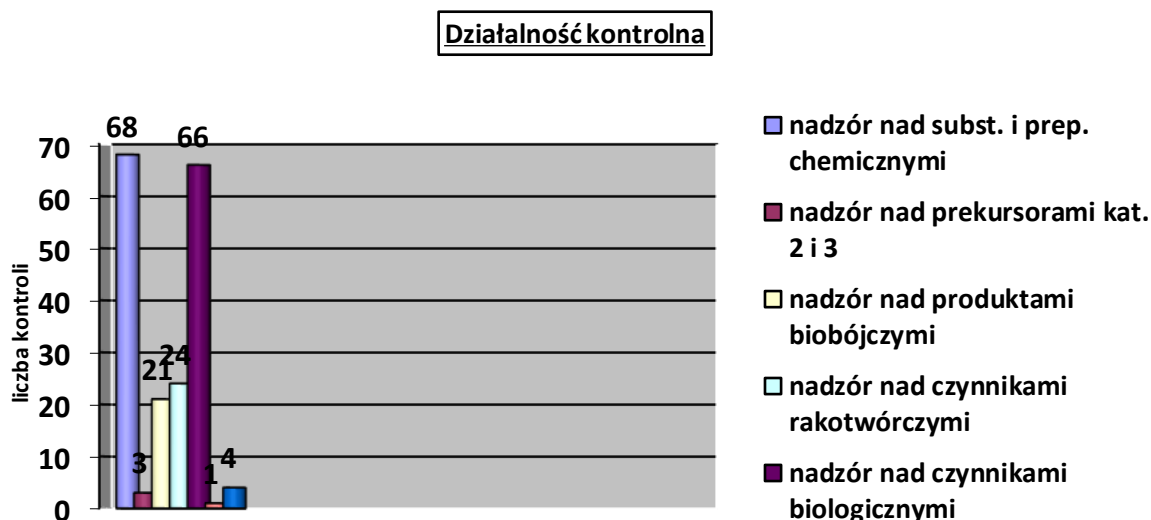 Działalność kontrolna
68
66
70
60
50
40
30
20
10
0
liczba kontroli
3
21
24
1
4
nadzór nad subst. i prep.
chemicznymi
nadzór nad prekursorami kat.
2 i 3
nadzór nad produktami
biobójczymi
nadzór nad czynnikami
rakotwórczymi
nadzór nad czynnikami
biologicznymi